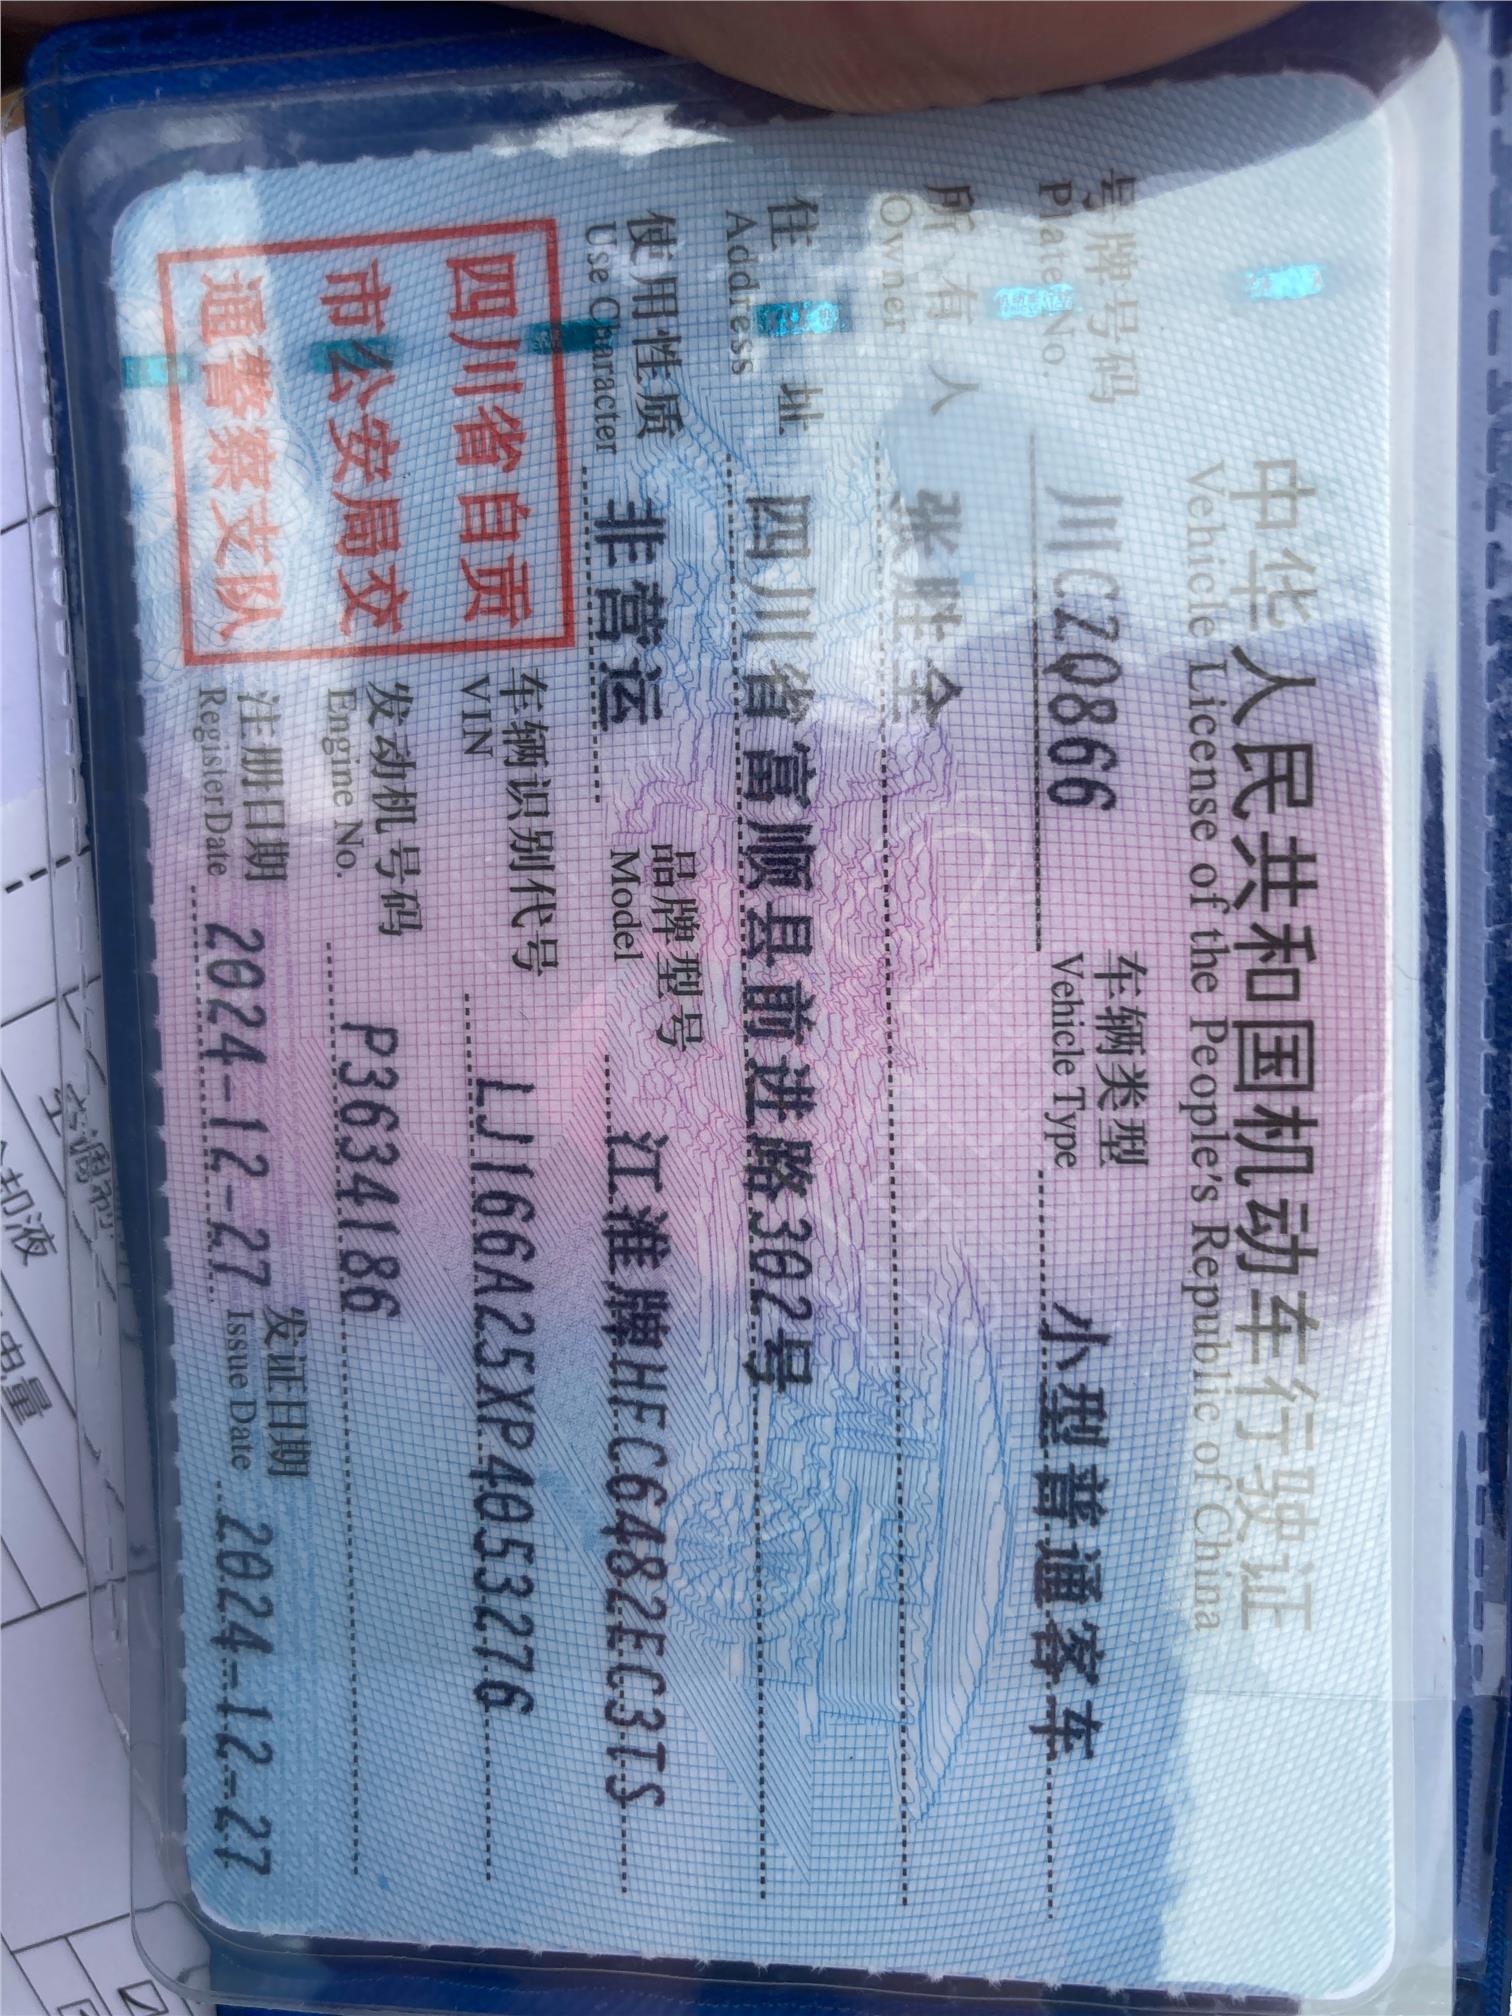 中华人民共和国机动车行驶证
Vehicle License of the People's Republic of China
号牌号码 川CZQ866 车辆类型 小型普通客车
Plate No. Vehicle Type
所有人 张胜全
Owner
住址 四川省富顺县前进路302号
Address
使用性质 非营运 品牌型号 江淮牌HFC6482EC3TS
Use Character Model
四川省自贡
市公安局交
通警察支队
车辆识别代号 LJ166A25XP4053276
VIN
发动机号码 P3634186
Engine No.
注册日期 2024-12-27 发证日期 2024-12-27
Register Date Issue Date
却液
电量